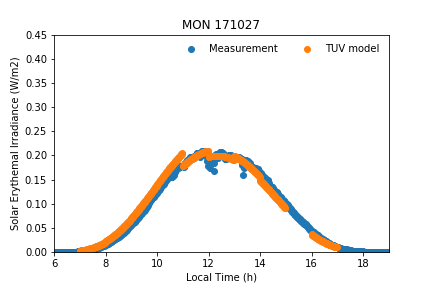 MON 171027
Measurement
TUV model
Solar Erythemal Irradiance (W/m2)
0.45
0.40
0.35
0.30
0.25
0.20
0.15
0.10
0.05
0.00
6 8 10 12 14 16 18
Local Time (h)